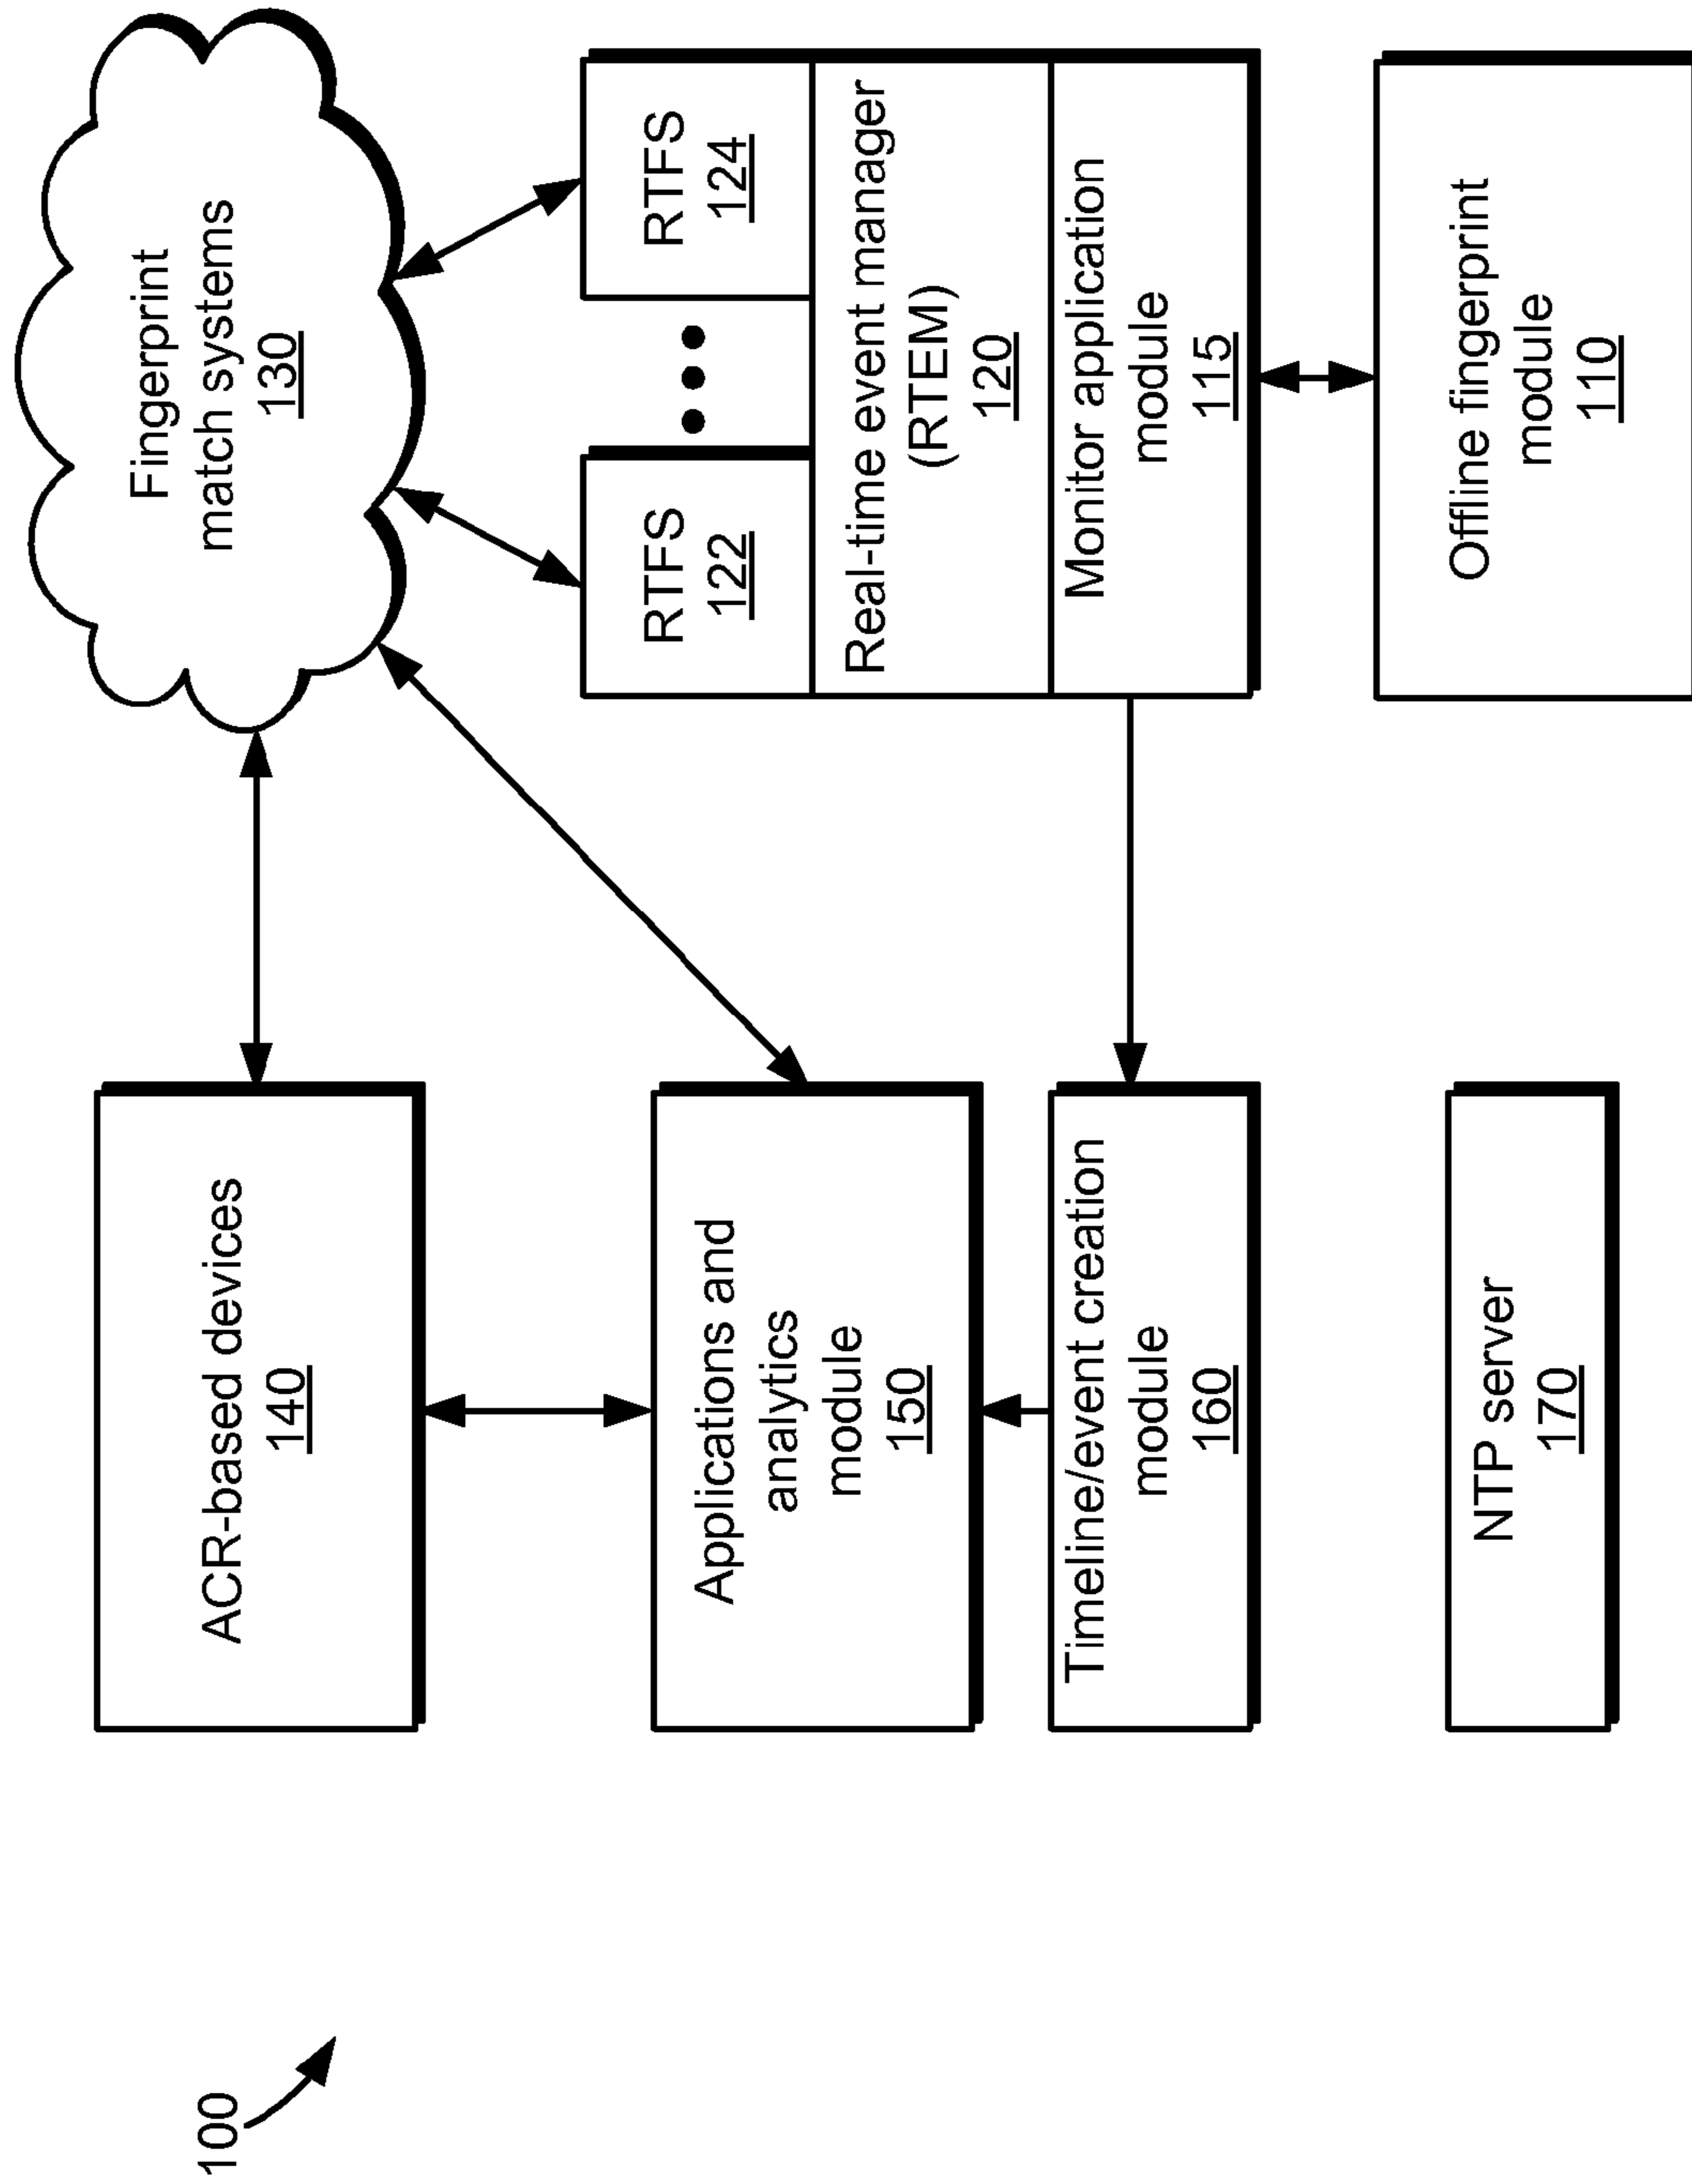 100
ACR-based devices
140
Fingerprint
match systems
130
Applications and
analytics
module
150
RTFS
122
RTFS
124
Real-time event manager
(RTEM)
120
Timeline/event creation
module
160
Monitor application
module
115
NTP server
170
Offline fingerprint
module
110